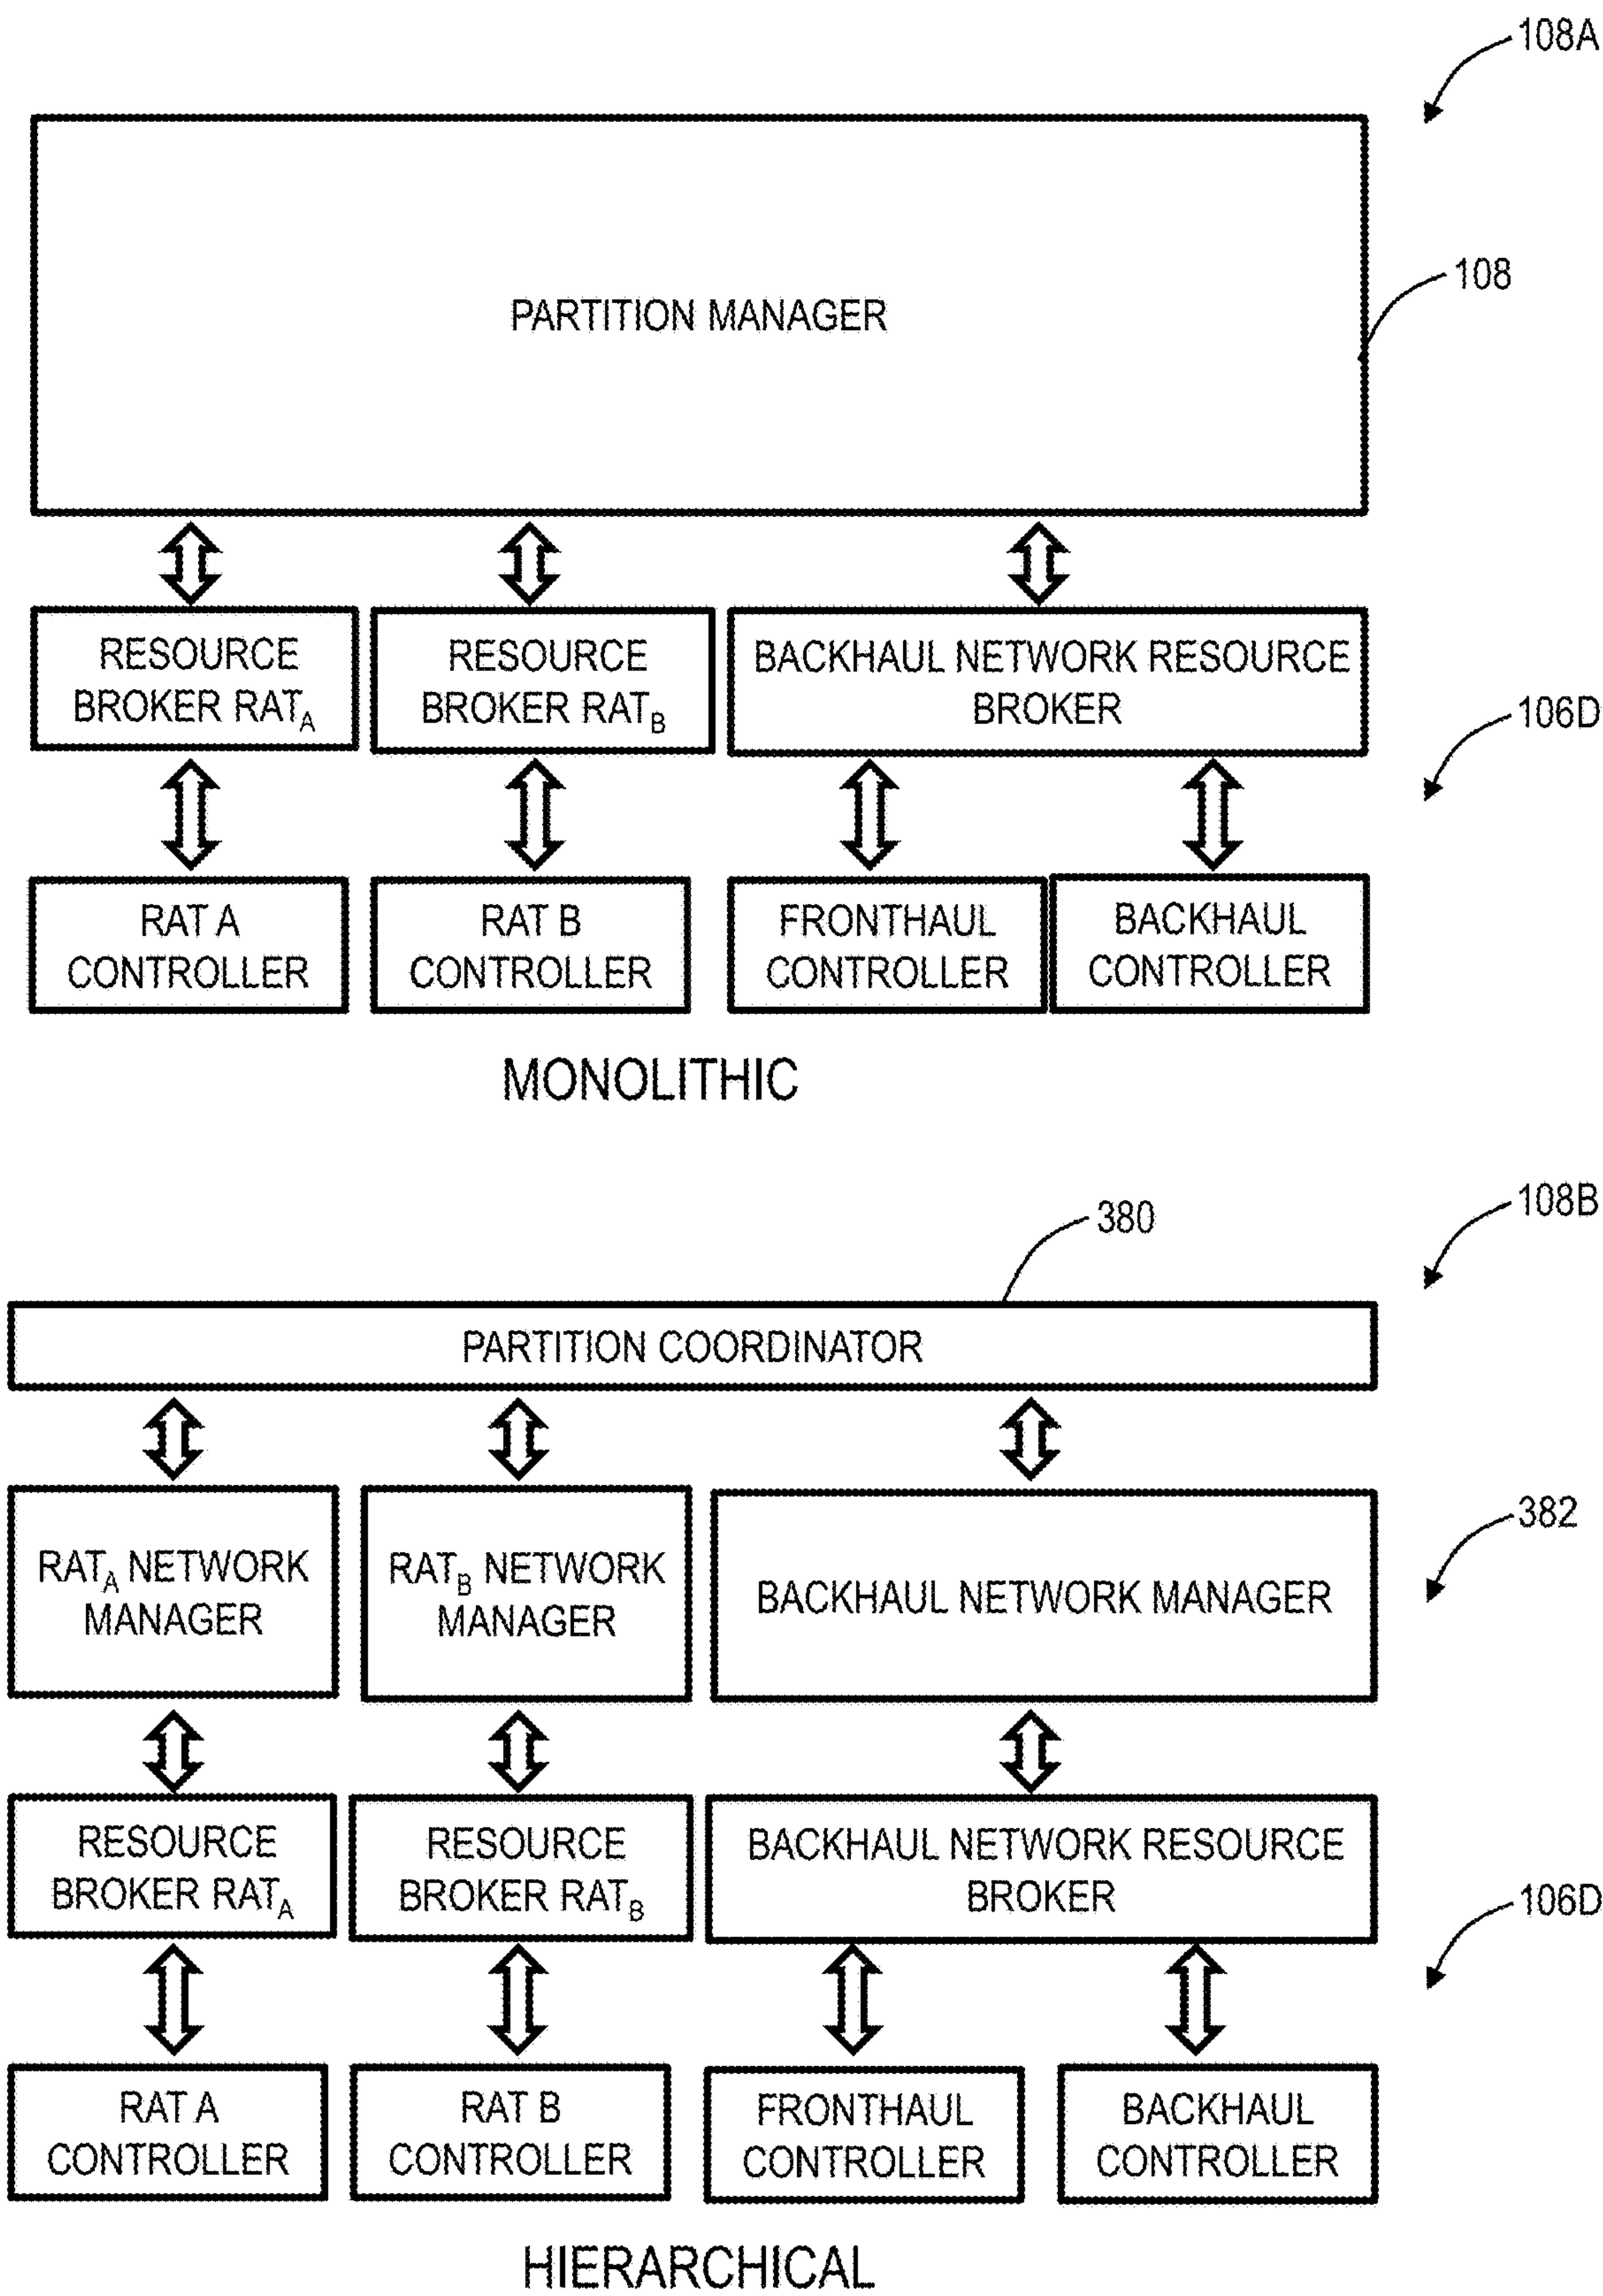 108A
108
PARTITION MANAGER
RESOURCE
BROKER RATA
RESOURCE
BROKER RATB
BACKHAUL NETWORK RESOURCE
BROKER
106D
RAT A
CONTROLLER
RAT B
CONTROLLER
FRONTHAUL
CONTROLLER
BACKHAUL
CONTROLLER
MONOLITHIC
108B
380
PARTITION COORDINATOR
382
RATA NETWORK
MANAGER
RATB NETWORK
MANAGER
BACKHAUL NETWORK MANAGER
RESOURCE
BROKER RATA
RESOURCE
BROKER RATB
BACKHAUL NETWORK RESOURCE
BROKER
106D
RAT A
CONTROLLER
RAT B
CONTROLLER
FRONTHAUL
CONTROLLER
BACKHAUL
CONTROLLER
HIERARCHICAL